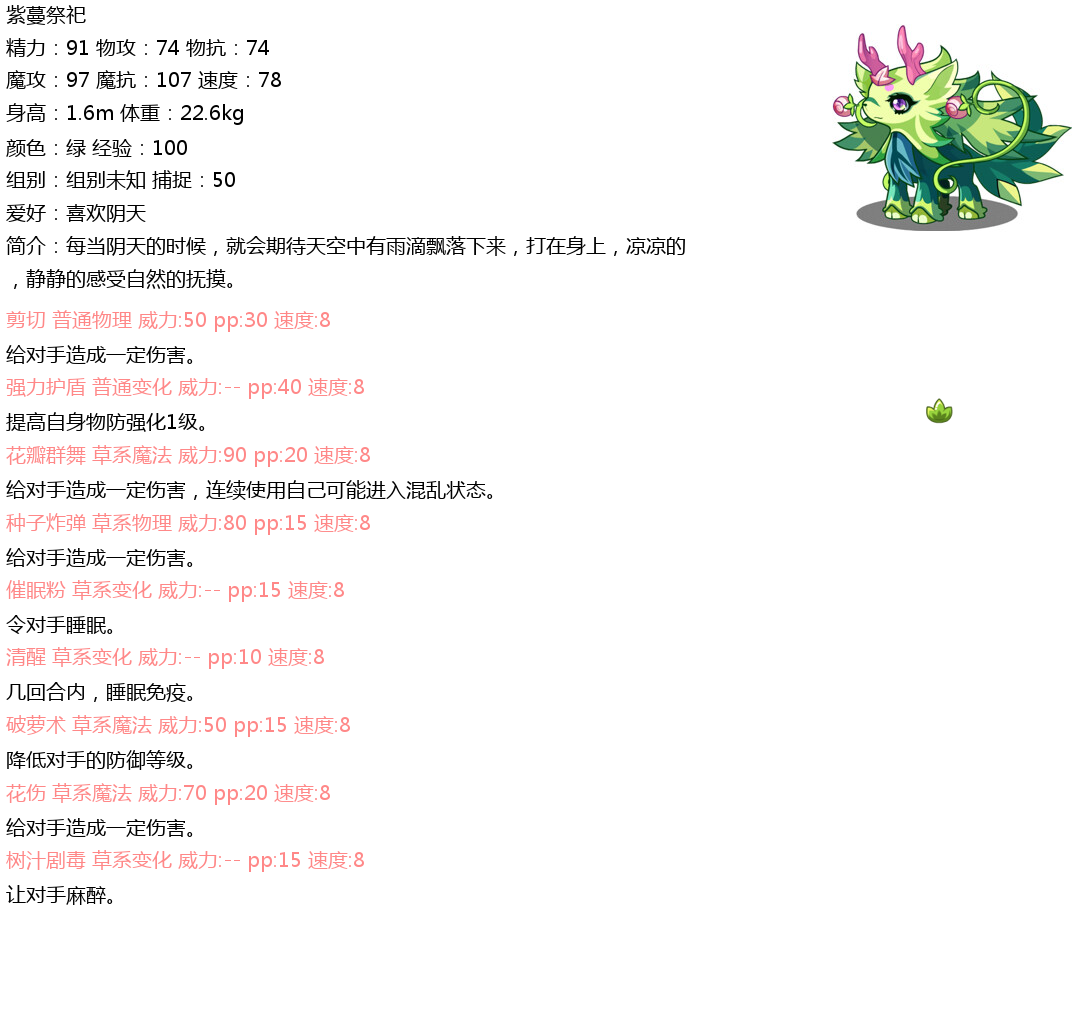 紫蔓祭祀
精力：91 物攻：74 物抗：74
魔攻：97 魔抗：107 速度：78
身高：1.6m 体重：22.6kg
颜色：绿 经验：100
组别：组别未知 捕捉：50
爱好：喜欢阴天
简介：每当阴天的时候，就会期待天空中有雨滴飘落下来，打在身上，凉凉的
，静静的感受自然的抚摸。
剪切 普通物理 威力:50 pp:30 速度:8
给对手造成一定伤害。
强力护盾 普通变化 威力:-- pp:40 速度:8
提高自身物防强化1级。
花瓣群舞 草系魔法 威力:90 pp:20 速度:8
给对手造成一定伤害，连续使用自己可能进入混乱状态。
种子炸弹 草系物理 威力:80 pp:15 速度:8
给对手造成一定伤害。
催眠粉 草系变化 威力:-- pp:15 速度:8
令对手睡眠。
清醒 草系变化 威力:-- pp:10 速度:8
几回合内，睡眠免疫。
破萝术 草系魔法 威力:50 pp:15 速度:8
降低对手的防御等级。
花伤 草系魔法 威力:70 pp:20 速度:8
给对手造成一定伤害。
树汁剧毒 草系变化 威力:-- pp:15 速度:8
让对手麻醉。